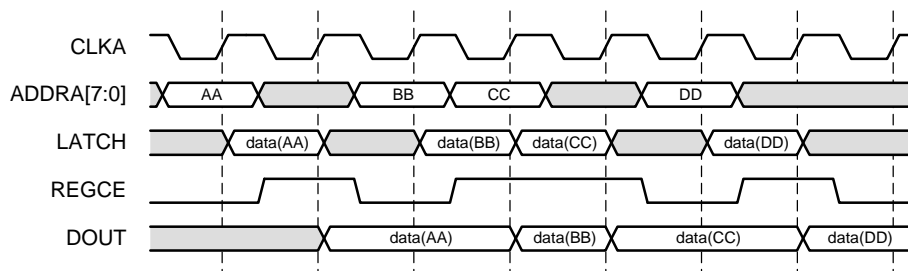 CLKA
ADDRA[7:0] AA BB CC DD
LATCH data(AA) data(BB) data(CC) data(DD)
REGCE
DOUT data(AA) data(BB) data(CC) data(DD)